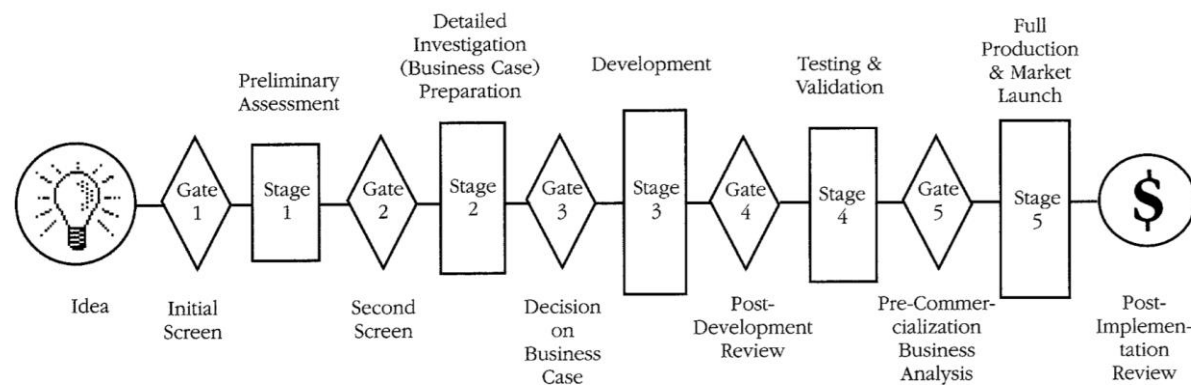 Detailed
Investigation
(Business Case)
Preparation
Full
Production
& Market
Launch
Development
Testing &
Validation
Preliminary
Assessment
Gate
1
Stage
1
Gate
2
Stage
2
Gate
3
Stage
3
Gate
4
Stage
4
Gate
5
Stage
5
$
Idea
Initial
Screen
Second
Screen
Decision
on
Business
Case
Post-
Development
Review
Pre-Commer-
cialization
Business
Analysis
Post-
Implemen-
tation
Review